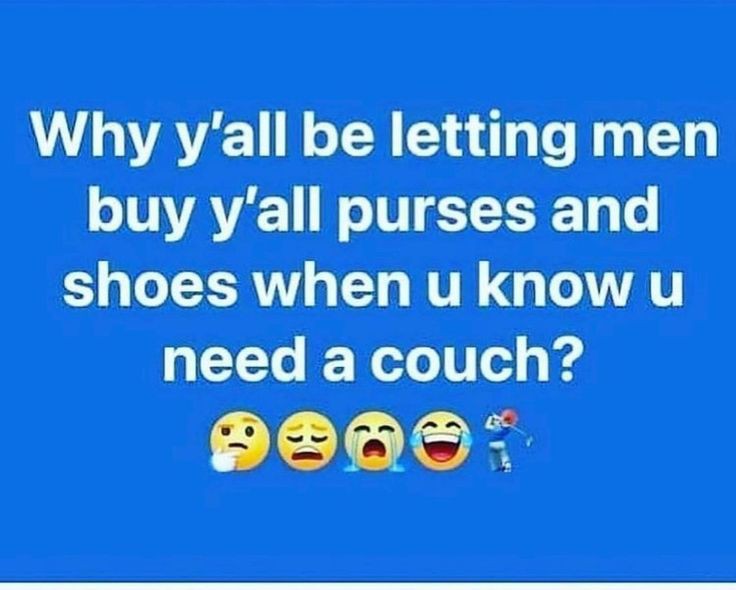 Why y'all be letting men
buy y'all purses and
shoes when u know u
need a couch?
🤔😩😭😂🏌